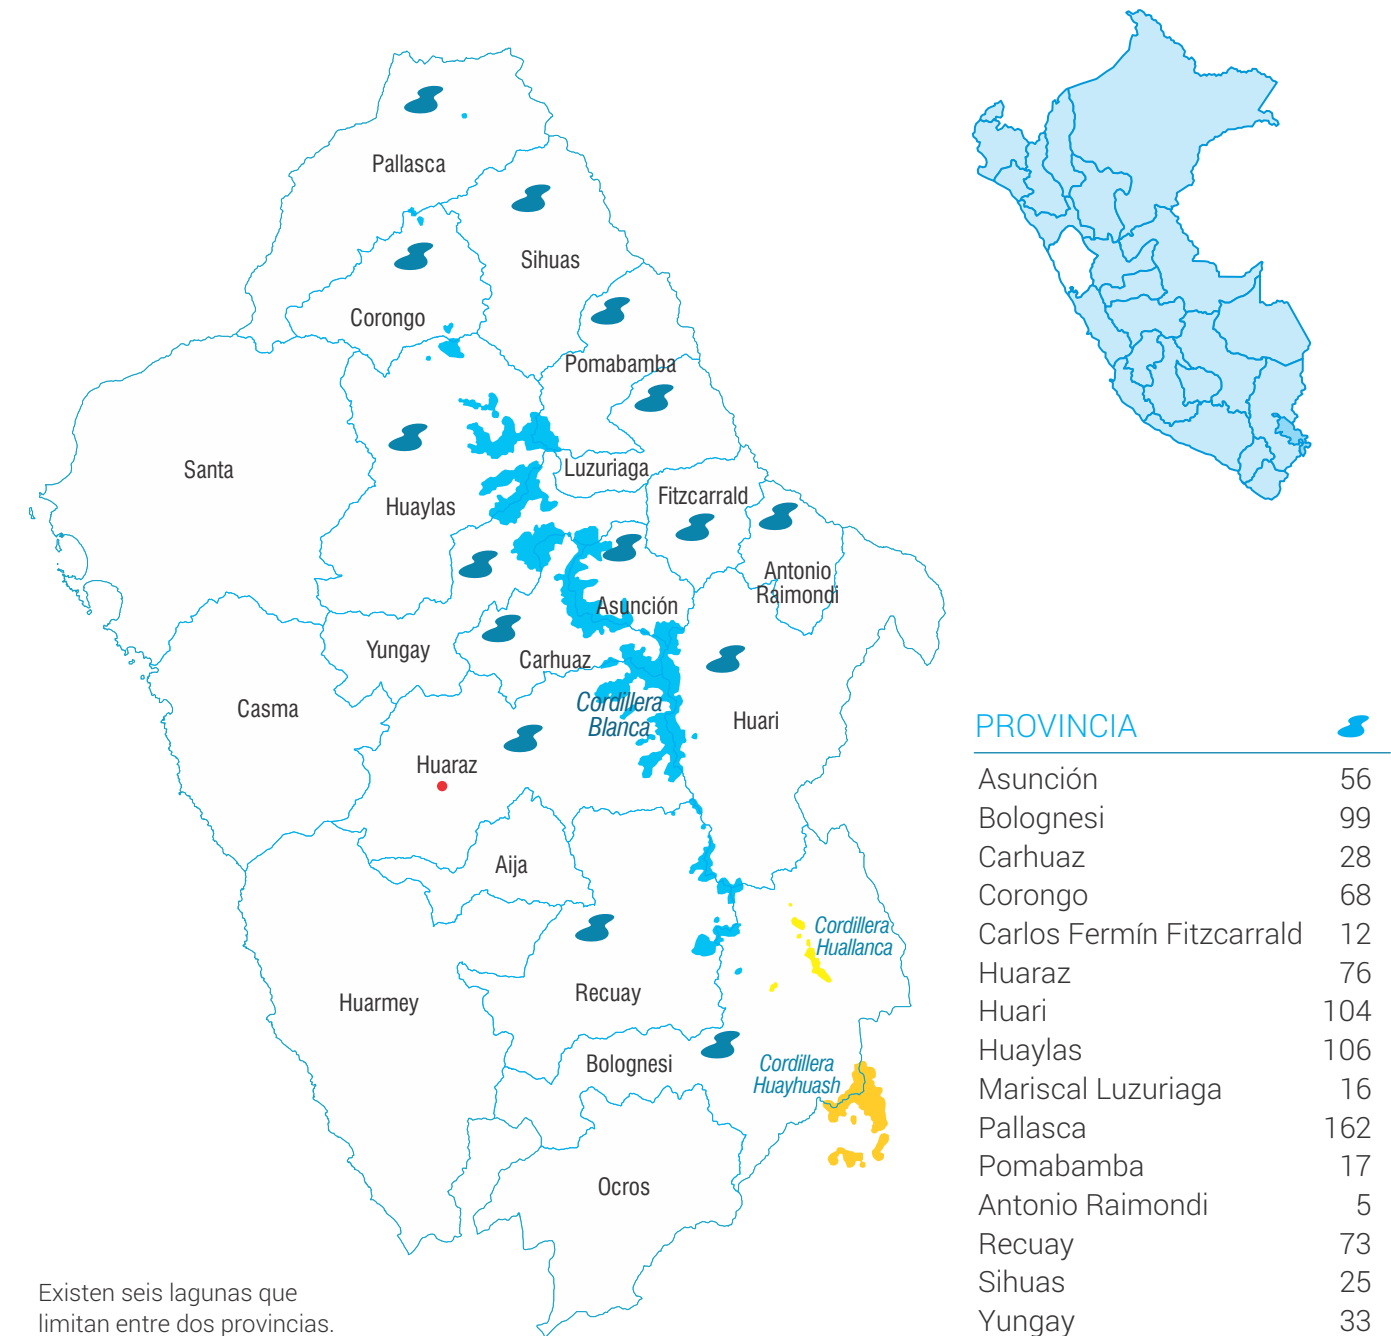 Pallasca
Sihuas
Corongo
Pomabamba
Santa
Luzuriaga
Huaylas
Fitzcarrald
Antonio
Raimondi
Asunción
Yungay
Carhuaz
Casma
Cordillera
Blanca
Huari
Huaraz
Aija
Cordillera
Huallanca
Recuay
Huarmey
Bolognesi
Cordillera
Huayhuash
Ocros
Existen seis lagunas que
limitan entre dos provincias.
PROVINCIA
Asunción 56
Bolognesi 99
Carhuaz 28
Corongo 68
Carlos Fermín Fitzcarrald 12
Huaraz 76
Huari 104
Huaylas 106
Mariscal Luzuriaga 16
Pallasca 162
Pomabamba 17
Antonio Raimondi 5
Recuay 73
Sihuas 25
Yungay 33